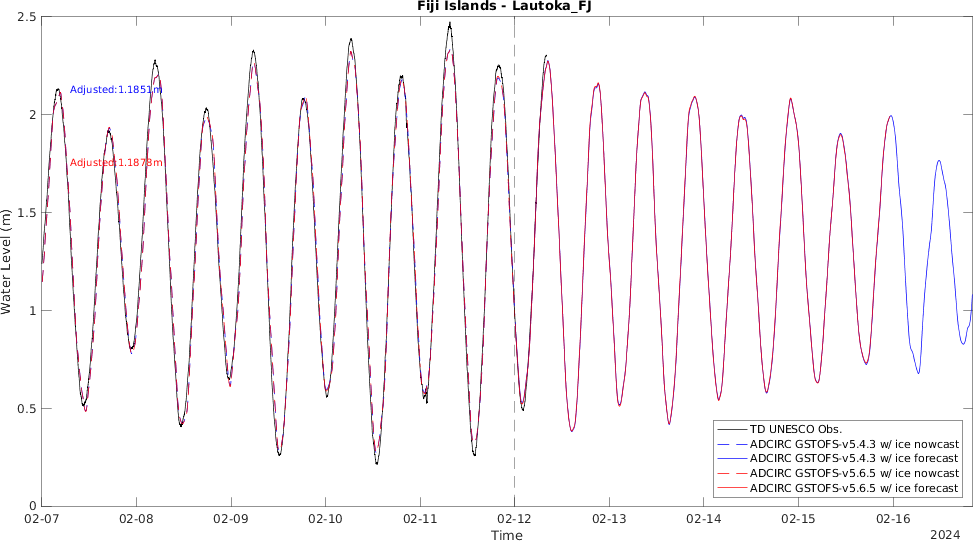 Fiji Islands - Lautoka_FJ
2.5
2
1.5
1
0.5
0
Water Level (m)
Adjusted:1.1851m
Adjusted:1.1878m
TD UNESCO Obs.
ADCIRC GSTOFS-v5.4.3 w/ ice nowcast
ADCIRC GSTOFS-v5.4.3 w/ ice forecast
ADCIRC GSTOFS-v5.6.5 w/ ice nowcast
ADCIRC GSTOFS-v5.6.5 w/ ice forecast
02-07 02-08 02-09 02-10 02-11 02-12 02-13 02-14 02-15 02-16
Time
2024